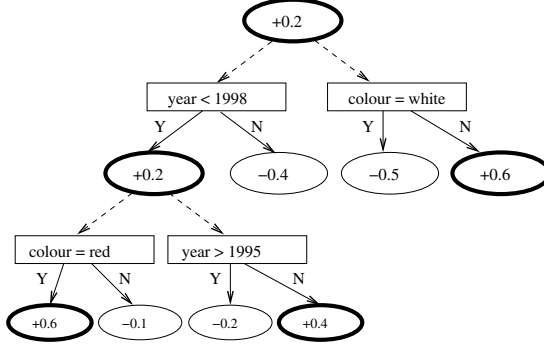 +0.2
year < 1998
colour = white
Y
N
Y
N
+0.2
−0.4
−0.5
+0.6
colour = red
year > 1995
Y
N
Y
N
+0.6
−0.1
−0.2
+0.4